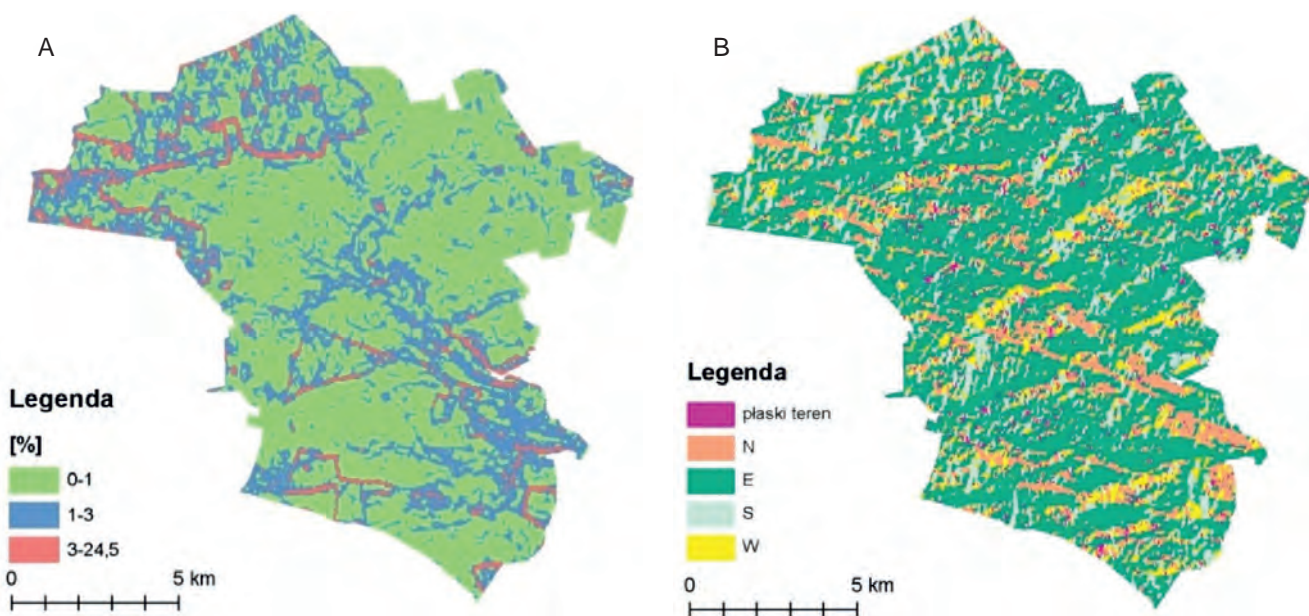 A
Legenda
[%]
0-1
1-3
3-24,5
0 5 km
B
Legenda
płaski teren
N
E
S
W
0 5 km